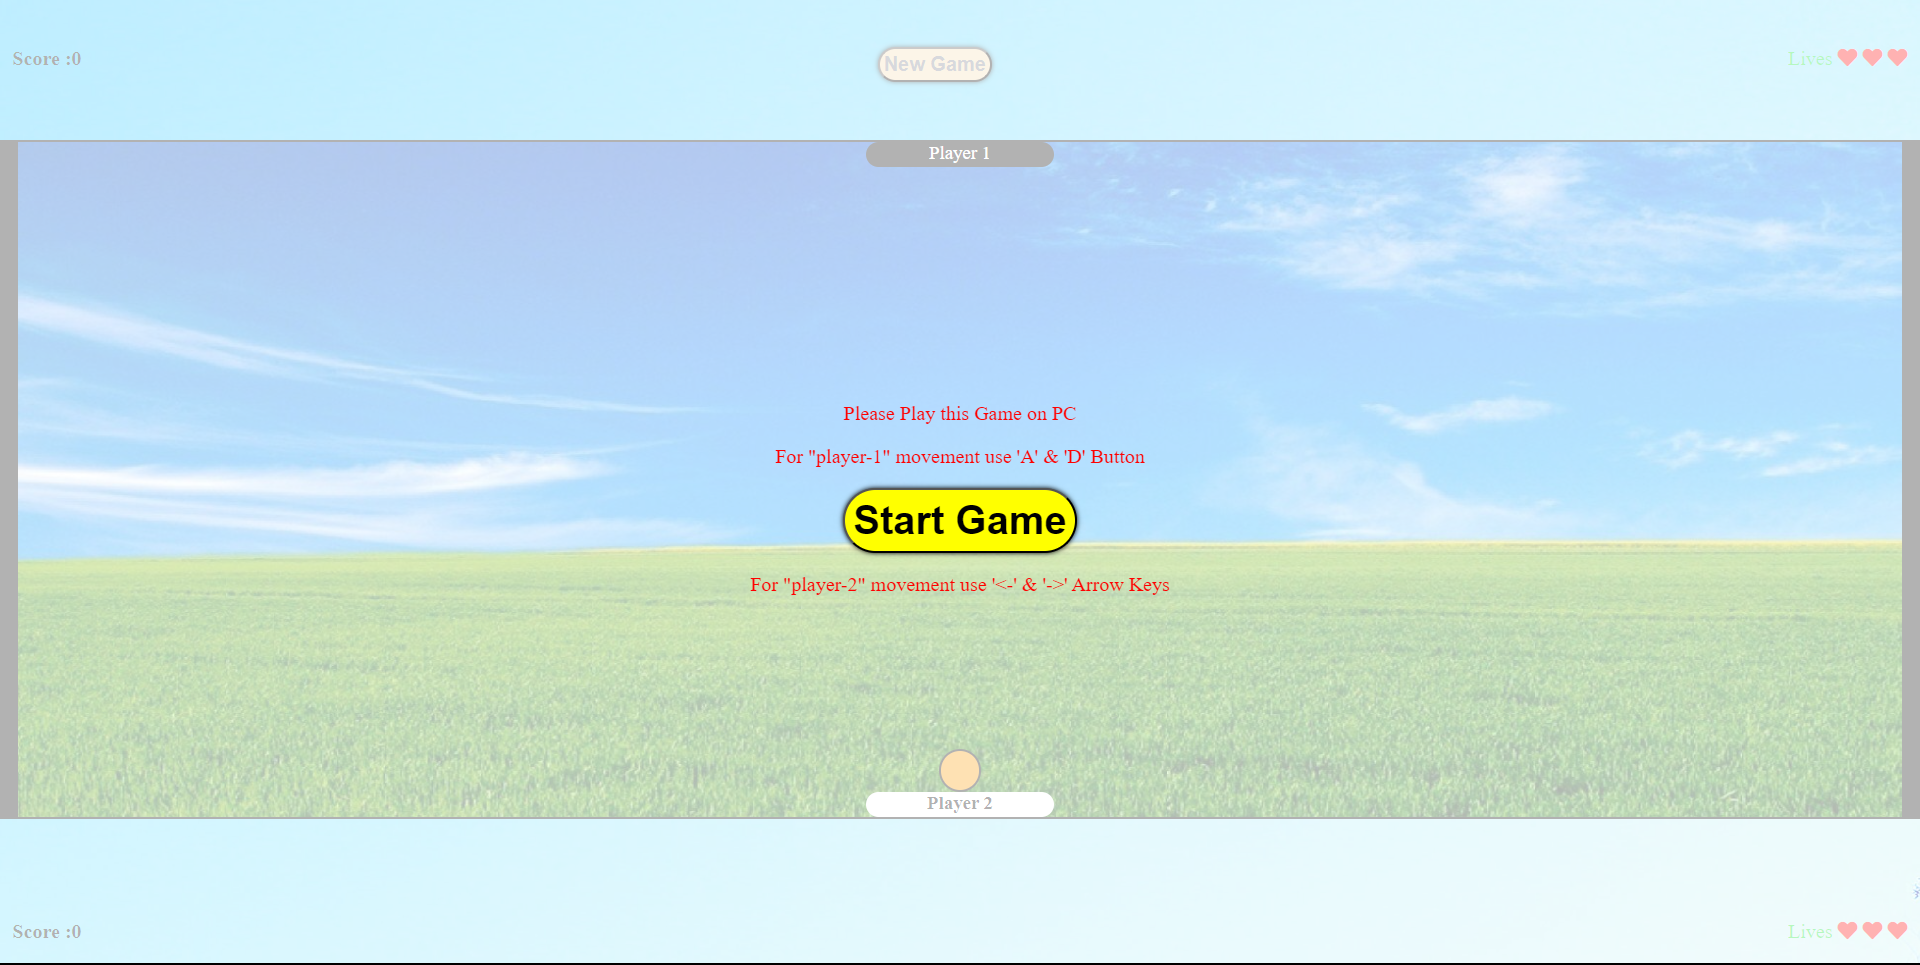 Score :0
New Game
Lives
Player 1
Please Play this Game on PC
For "player-1" movement use 'A' & 'D' Button
Start Game
For "player-2" movement use '<-' & '->' Arrow Keys
Player 2
Score :0
Lives